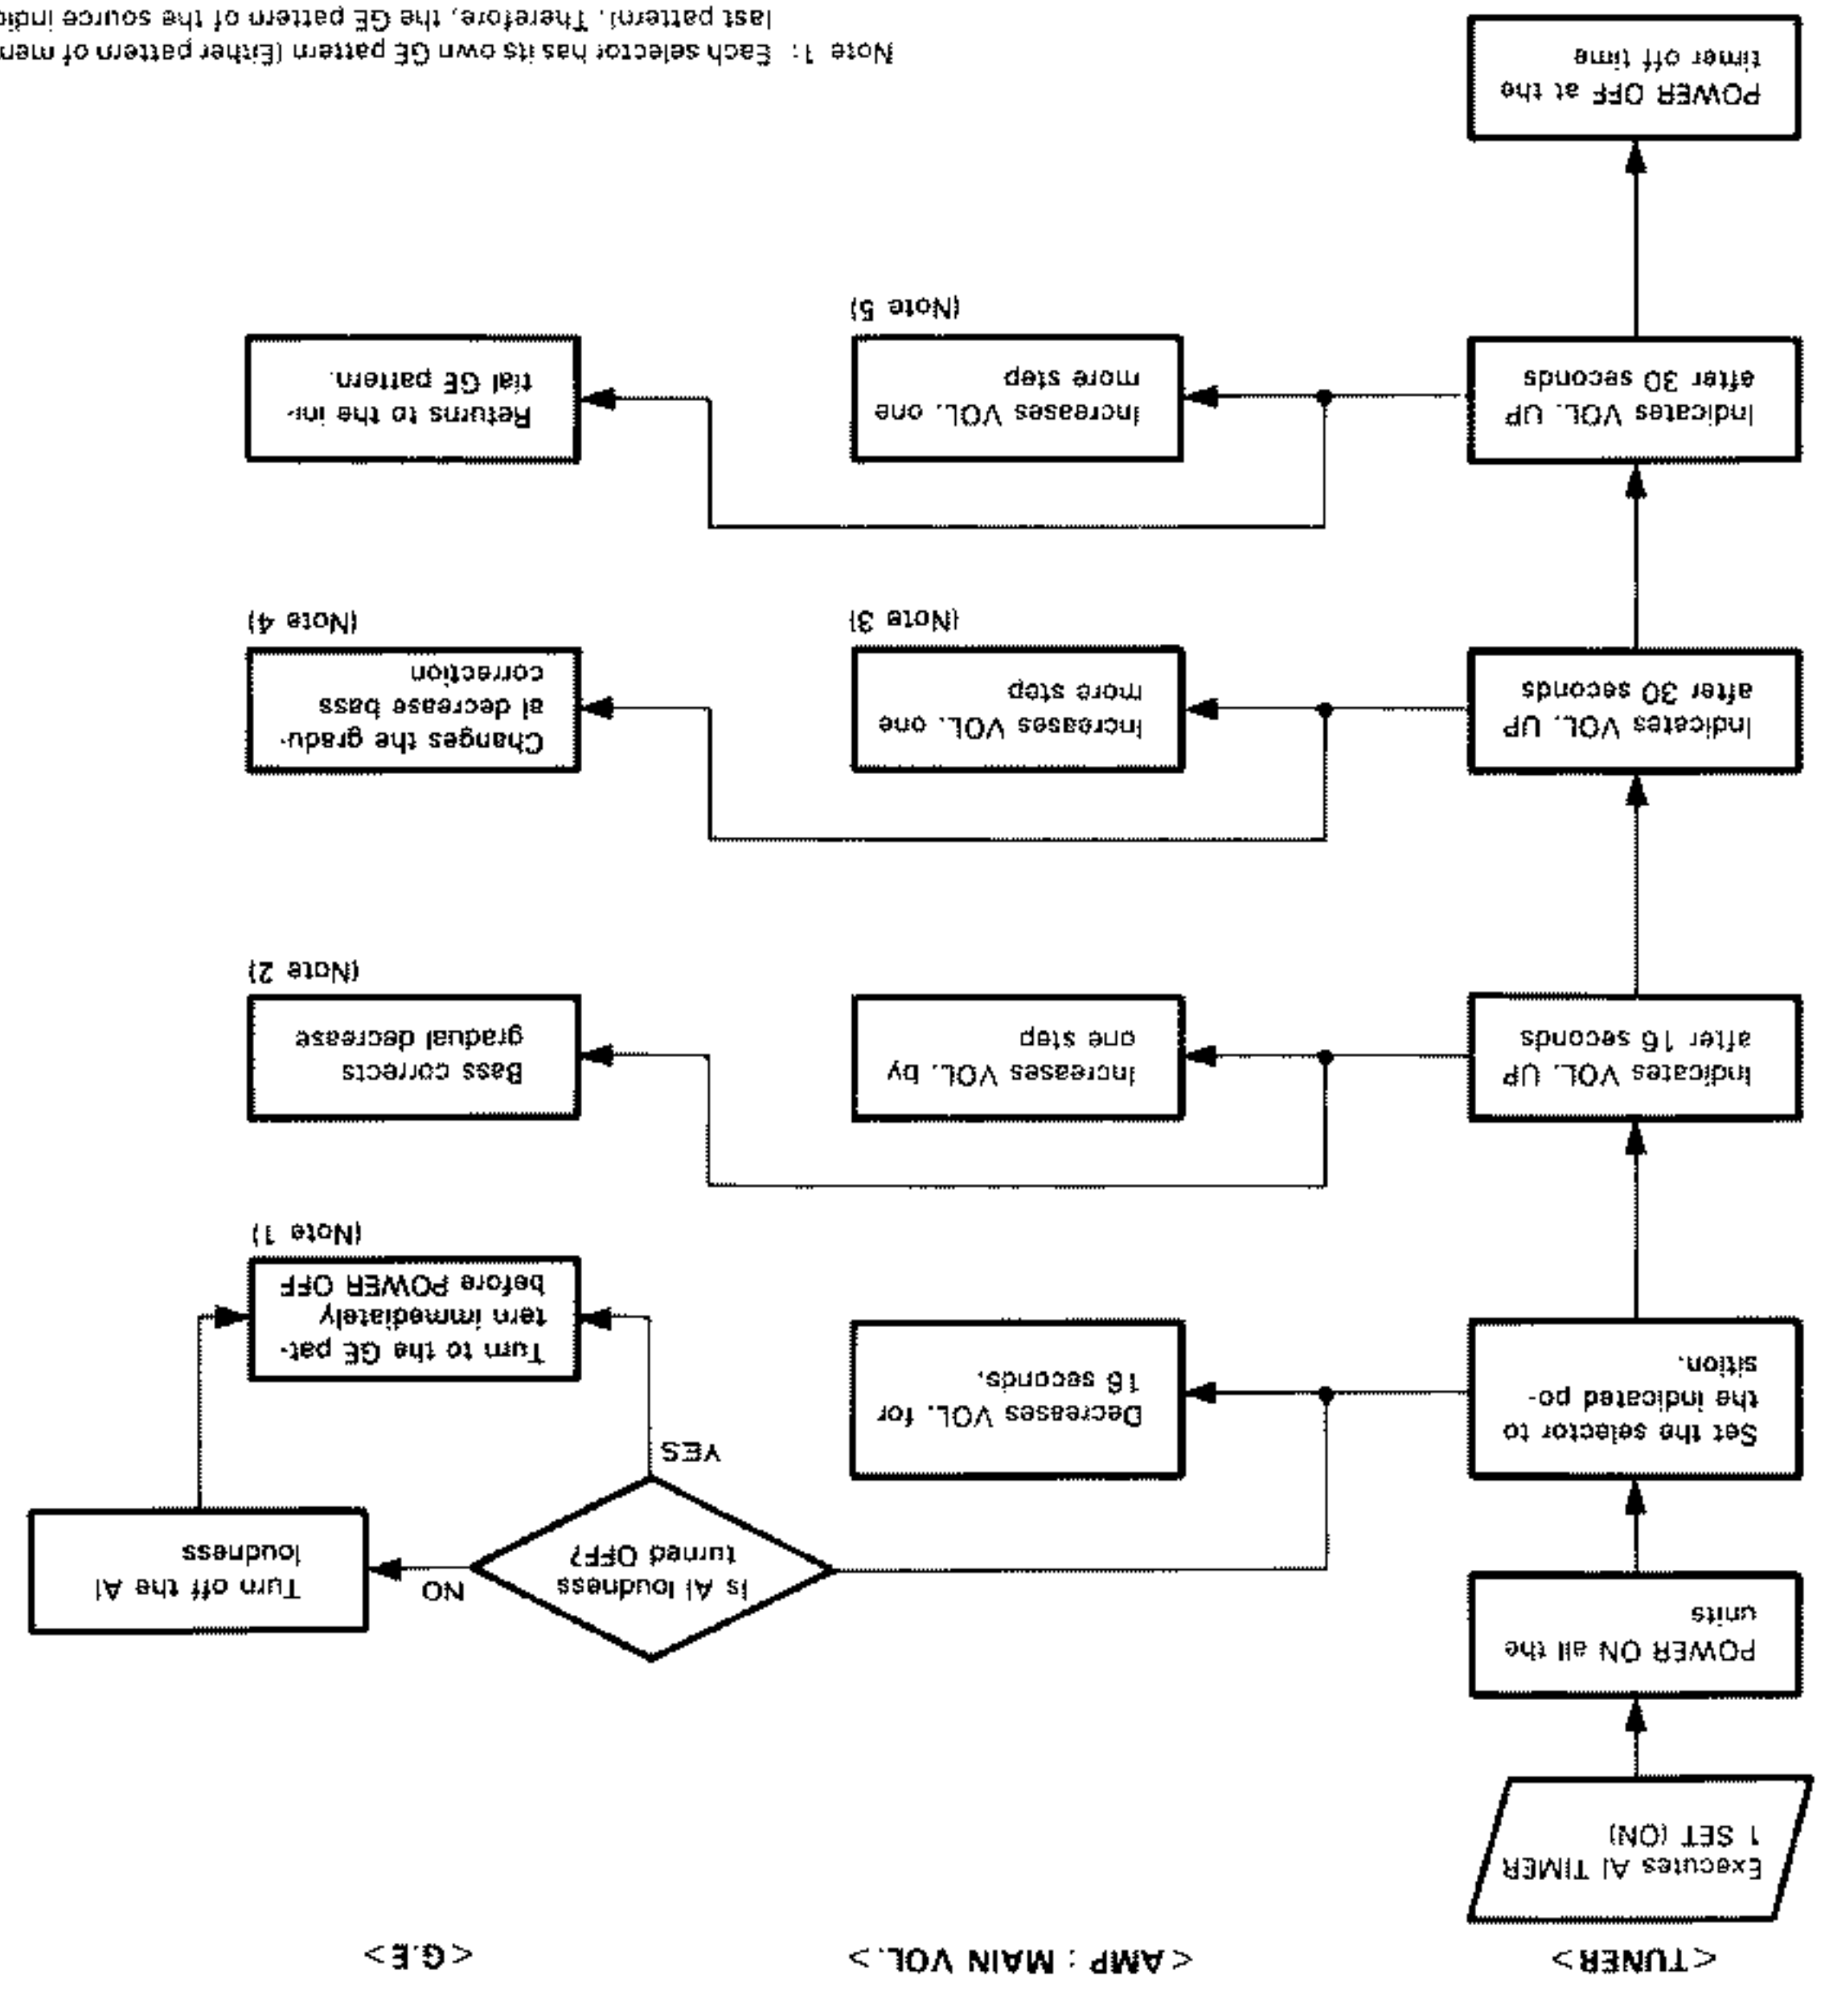 <TUNER>
<AMP : MAIN VOL.>
<G.E>
Executes AI TIMER
1 SET (ON)
POWER ON all the
units
Set the selector to
the indicated po-
sition.
Decreases VOL. for
16 seconds.
Is AI loudness
turned OFF?
NO
YES
Turn off the AI
loudness
Turn to the GE pat-
tern immediately
before POWER OFF
(Note 1)
Indicates VOL. UP
after 16 seconds
Increases VOL. by
one step
Bass corrects
gradual decrease
(Note 2)
Indicates VOL. UP
after 30 seconds
Increases VOL. one
more step
(Note 3)
Changes the gradu-
al decrease bass
correction
(Note 4)
Indicates VOL. UP
after 30 seconds
Increases VOL. one
more step
(Note 5)
Returns to the ini-
tial GE pattern.
POWER OFF at the
timer off time
Note 1: Each selector has its own GE pattern (Either pattern of mem
last pattern). Therefore, the GE pattern of the source indic